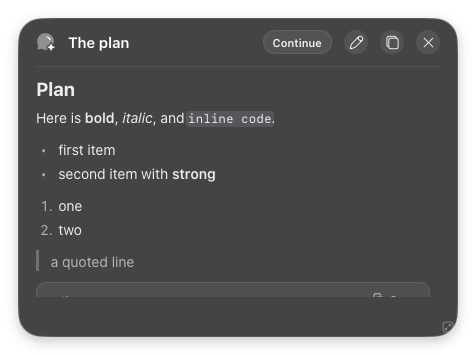 The plan
Continue
Plan
Here is bold, italic, and inline code.
• first item
• second item with strong
1. one
2. two
a quoted line